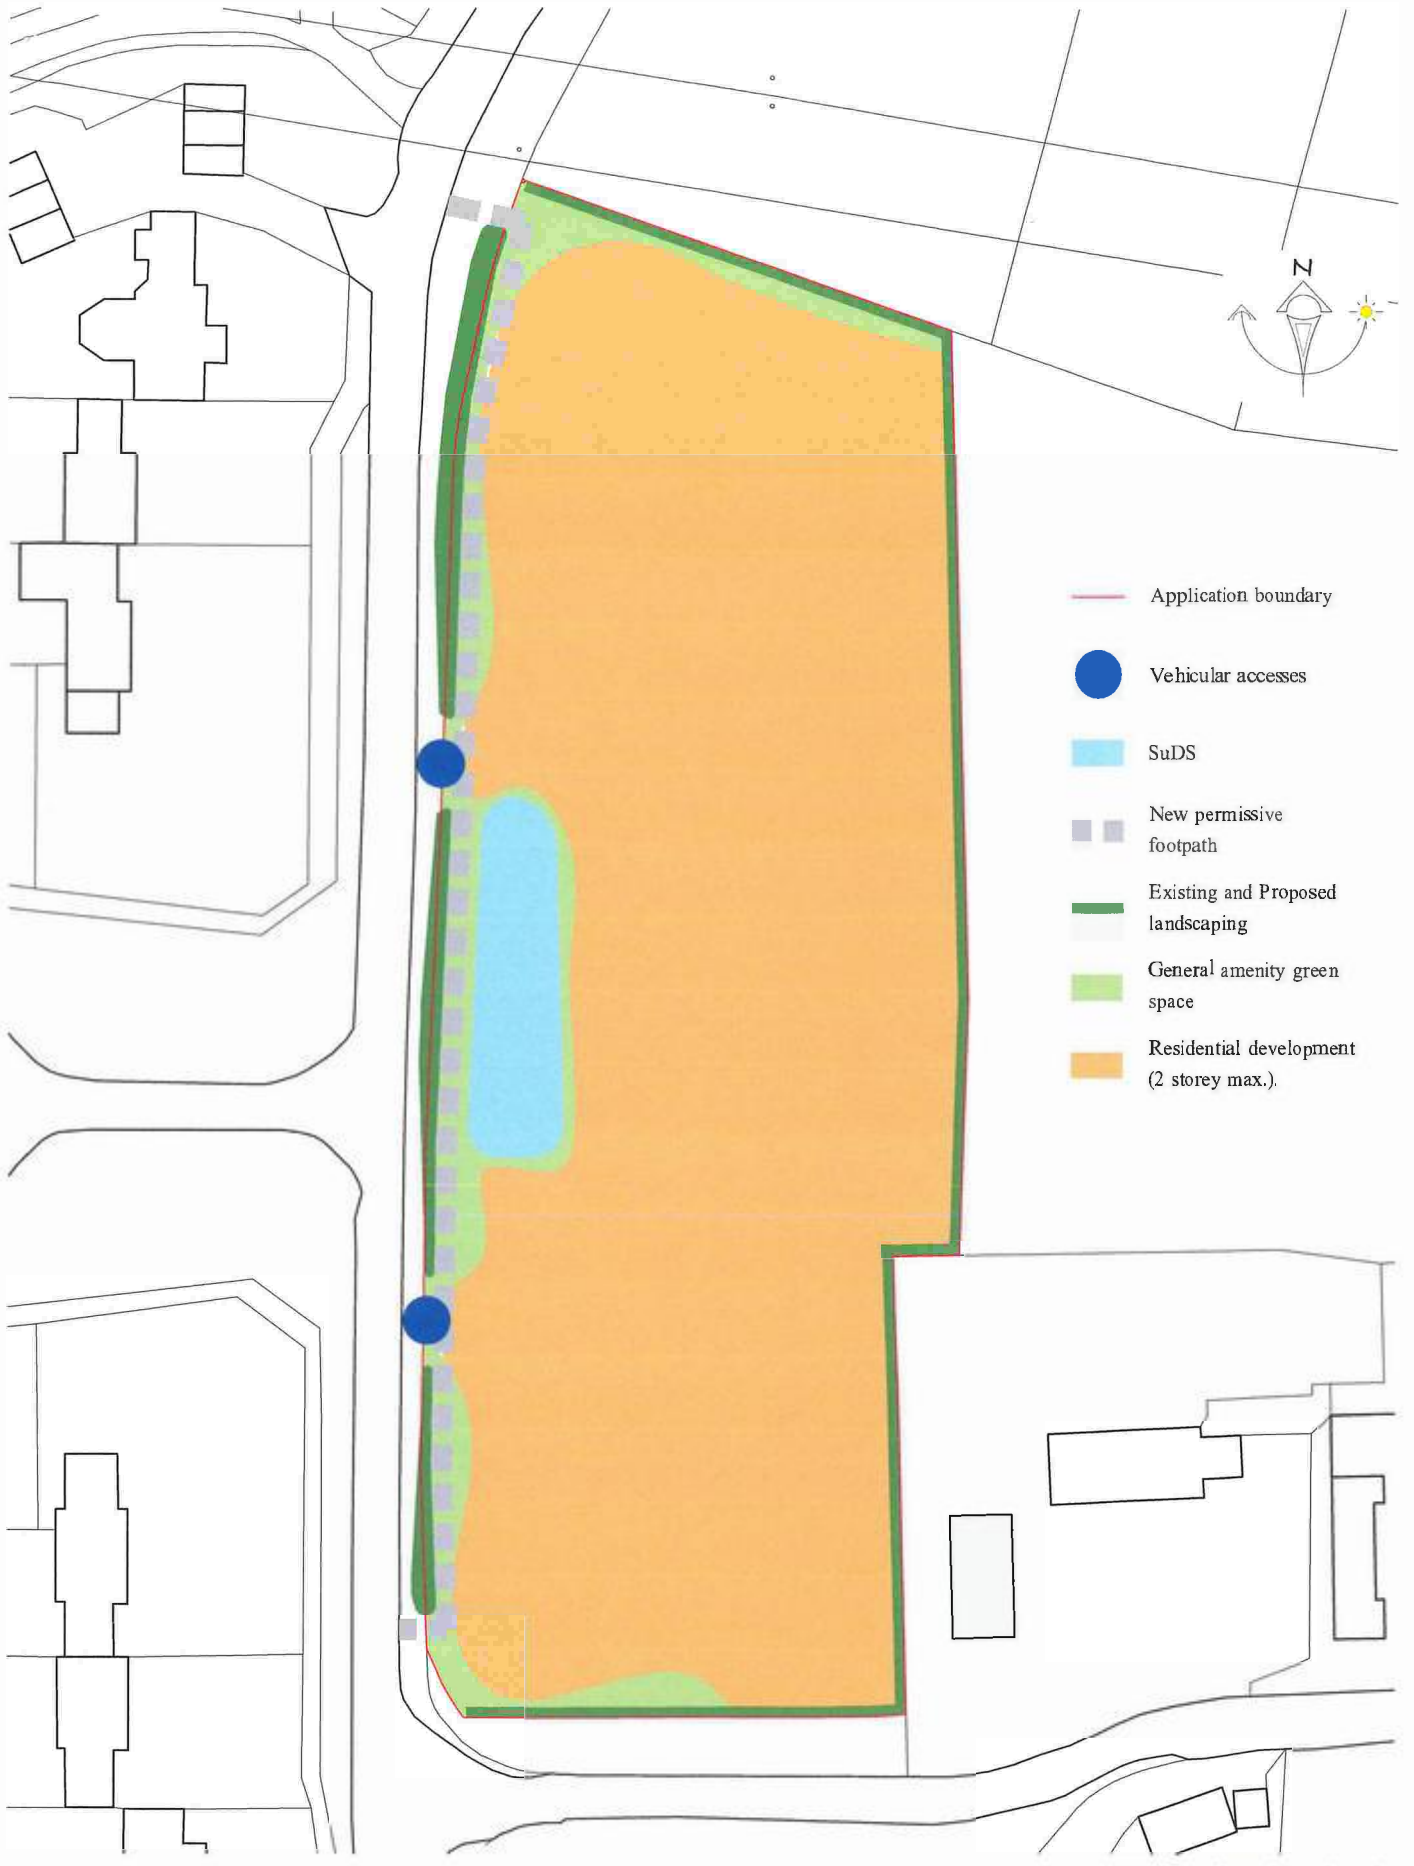 N
Application boundary
Vehicular accesses
SuDS
New permissive
footpath
Existing and Proposed
landscaping
General amenity green
space
Residential development
(2 storey max.).